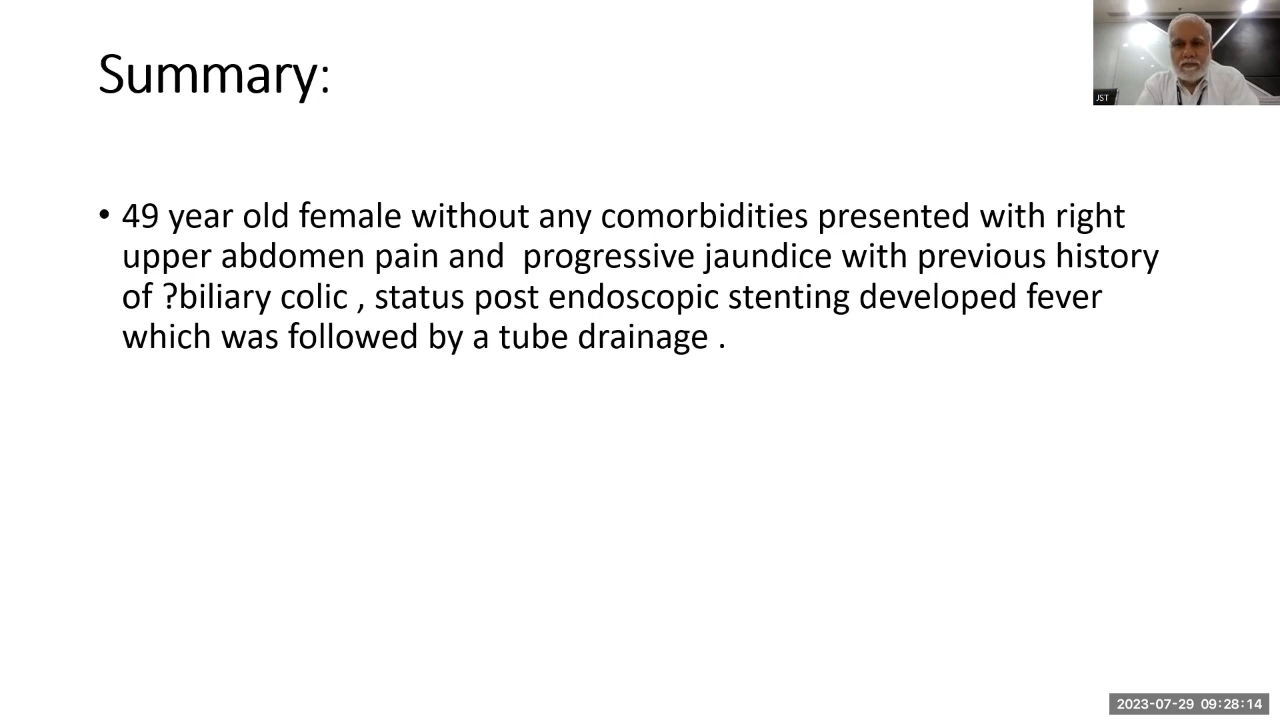 Summary:
JST
• 49 year old female without any comorbidities presented with right
upper abdomen pain and  progressive jaundice with previous history
of ?biliary colic , status post endoscopic stenting developed fever
which was followed by a tube drainage .
2023-07-29 09:28:14